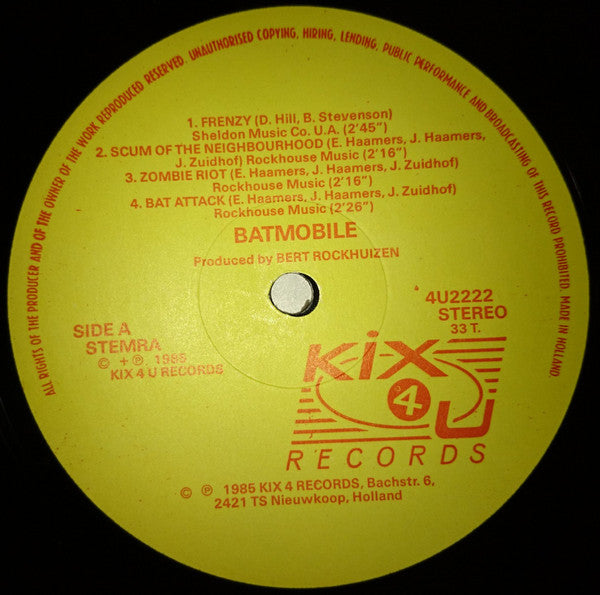 ALL RIGHTS OF THE PRODUCER AND OF THE OWNER OF THE WORK REPRODUCED RESERVED. UNAUTHORISED COPYING, HIRING, LENDING, PUBLIC PERFORMANCE AND BROADCASTING OF THIS RECORD PROHIBITED. MADE IN HOLLAND.
1. FRENZY (D. Hill, B. Stevenson)
Sheldon Music Co. U.A. (2'45")
2. SCUM OF THE NEIGHBOURHOOD (E. Haamers, J. Haamers,
J. Zuidhof) Rockhouse Music (2'16")
3. ZOMBIE RIOT (E. Haamers, J. Haamers, J. Zuidhof)
Rockhouse Music (2'16")
4. BAT ATTACK (E. Haamers, J. Haamers, J. Zuidhof)
Rockhouse Music (2'26")
BATMOBILE
Produced by BERT ROCKHUIZEN
SIDE A
STEMRA
© + ℗ 1985
KIX 4 U RECORDS
4U2222
STEREO
33 T.
KiX
4
U
RECORDS
© ℗ 1985 KIX 4 RECORDS, Bachstr. 6,
2421 TS Nieuwkoop, Holland